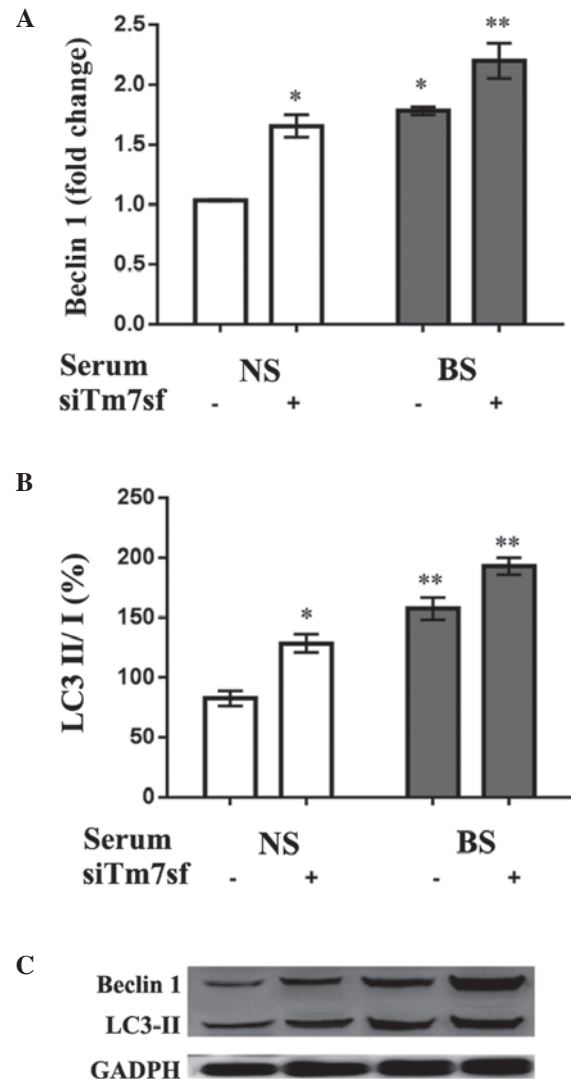 A
Beclin 1 (fold change)
2.5
2.0
1.5
1.0
0.5
0.0
*
*
**
Serum NS BS
siTm7sf - + - +
B
LC3 II/ I (%)
250
200
150
100
50
0
*
**
**
Serum NS BS
siTm7sf - + - +
C
Beclin 1
LC3-II
GADPH